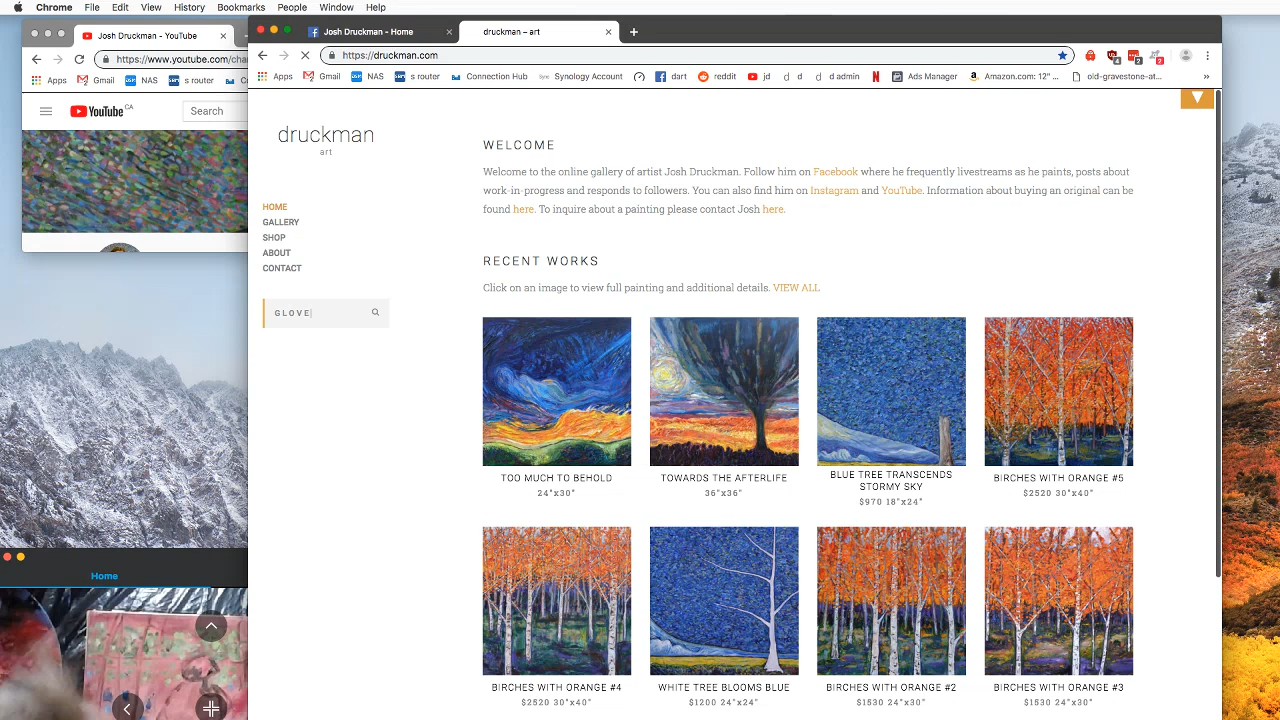 Chrome File Edit View History Bookmarks People Window Help
Josh Druckman - YouTube
https://www.youtube.com/cha
Apps Gmail NAS s router
YouTube CA
Search
Home
Josh Druckman - Home
druckman – art
https://druckman.com
Apps Gmail NAS s router Connection Hub Synology Account dart reddit jd d d d admin Ads Manager Amazon.com: 12" ... old-gravestone-at... »
druckman
art
HOME
GALLERY
SHOP
ABOUT
CONTACT
GLOVE
WELCOME
Welcome to the online gallery of artist Josh Druckman. Follow him on Facebook where he frequently livestreams as he paints, posts about
work-in-progress and responds to followers. You can also find him on Instagram and YouTube. Information about buying an original can be
found here. To inquire about a painting please contact Josh here.
RECENT WORKS
Click on an image to view full painting and additional details. VIEW ALL
TOO MUCH TO BEHOLD
24"x30"
TOWARDS THE AFTERLIFE
36"x36"
BLUE TREE TRANSCENDS
STORMY SKY
$970 18"x24"
BIRCHES WITH ORANGE #5
$2520 30"x40"
BIRCHES WITH ORANGE #4
$2520 30"x40"
WHITE TREE BLOOMS BLUE
$1200 24"x24"
BIRCHES WITH ORANGE #2
$1530 24"x30"
BIRCHES WITH ORANGE #3
$1530 24"x30"